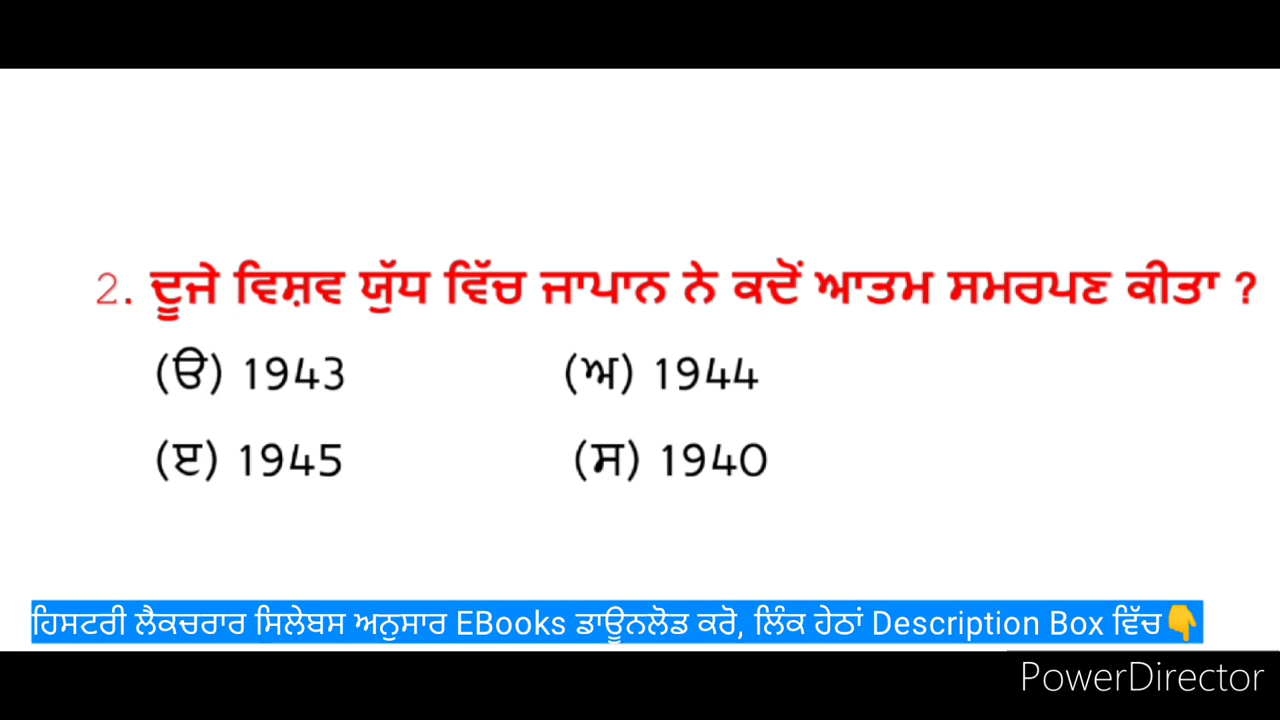 2. ਦੂਜੇ ਵਿਸ਼ਵ ਯੁੱਧ ਵਿੱਚ ਜਾਪਾਨ ਨੇ ਕਦੋਂ ਆਤਮ ਸਮਰਪਣ ਕੀਤਾ ?
(ੳ) 1943 (ਅ) 1944
(ੲ) 1945 (ਸ) 1940
ਹਿਸਟਰੀ ਲੈਕਚਰਾਰ ਸਿਲੇਬਸ ਅਨੁਸਾਰ EBooks ਡਾਊਨਲੋਡ ਕਰੋ, ਲਿੰਕ ਹੇਠਾਂ Description Box ਵਿੱਚ👇
PowerDirector